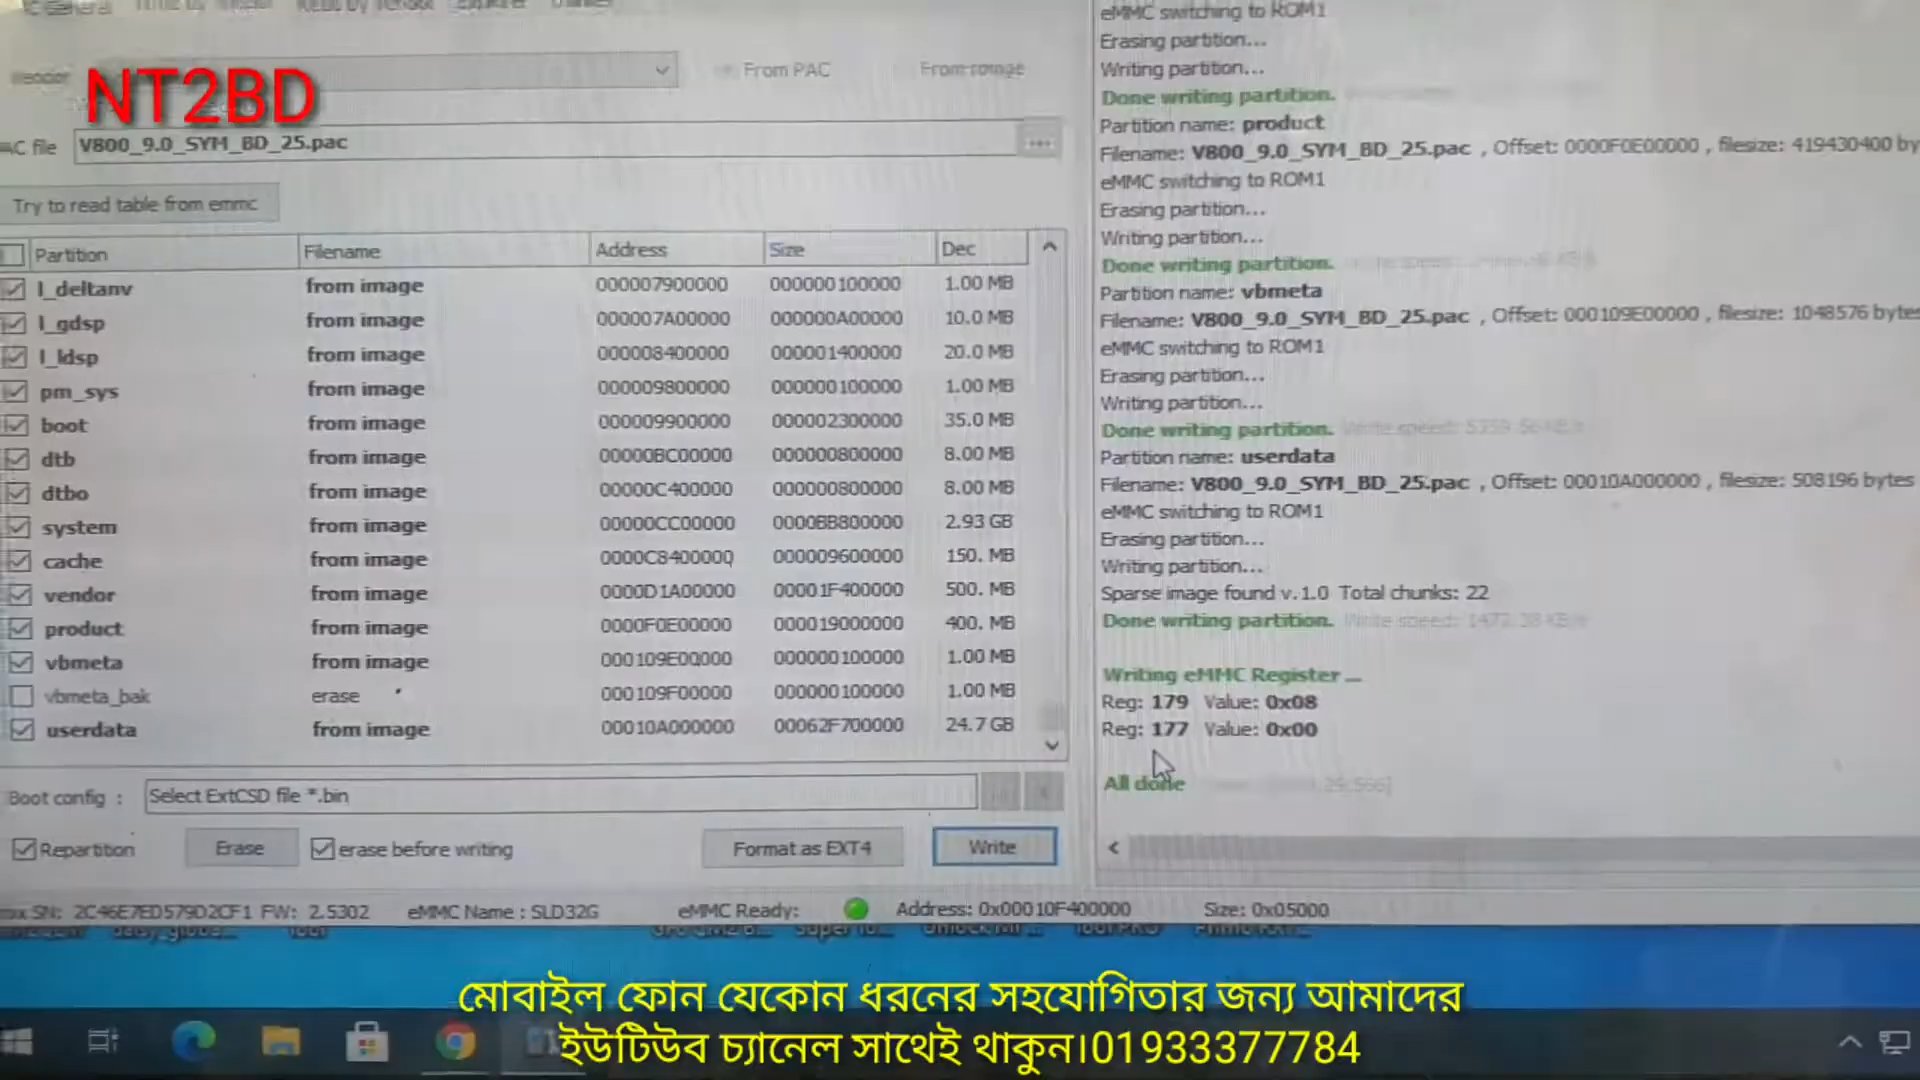 NT2BD
From PAC
From romage
AC file
V800_9.0_SYM_BD_25.pac
Try to read table from emmc
Partition Filename Address Size Dec
l_deltanv from image 000007900000 000000100000 1.00 MB
l_gdsp from image 000007A00000 000000A00000 10.0 MB
l_ldsp from image 000008400000 000001400000 20.0 MB
pm_sys from image 000009800000 000000100000 1.00 MB
boot from image 000009900000 000002300000 35.0 MB
dtb from image 00000BC00000 000000800000 8.00 MB
dtbo from image 00000C400000 000000800000 8.00 MB
system from image 00000CC00000 0000BB800000 2.93 GB
cache from image 0000C8400000 000009600000 150. MB
vendor from image 0000D1A00000 00001F400000 500. MB
product from image 0000F0E00000 000019000000 400. MB
vbmeta from image 000109E00000 000000100000 1.00 MB
vbmeta_bak erase 000109F00000 000000100000 1.00 MB
userdata from image 00010A000000 00062F700000 24.7 GB
Boot config : Select ExtCSD file *.bin
Repartition Erase erase before writing Format as EXT4 Write
SN: 2C46E7ED579D2CF1 FW: 2.5302 eMMC Name : SLD32G eMMC Ready: Address: 0x00010F400000 Size: 0x05000
eMMC switching to ROM1
Erasing partition...
Writing partition...
Done writing partition.
Partition name: product
Filename: V800_9.0_SYM_BD_25.pac , Offset: 0000F0E00000 , filesize: 419430400 by
eMMC switching to ROM1
Erasing partition...
Writing partition...
Done writing partition.
Partition name: vbmeta
Filename: V800_9.0_SYM_BD_25.pac , Offset: 000109E00000 , filesize: 1048576 bytes
eMMC switching to ROM1
Erasing partition...
Writing partition...
Done writing partition.
Partition name: userdata
Filename: V800_9.0_SYM_BD_25.pac , Offset: 00010A000000 , filesize: 508196 bytes
eMMC switching to ROM1
Erasing partition...
Writing partition...
Sparse image found v.1.0 Total chunks: 22
Done writing partition. Write speed: 1472.38 KB/s
Writing eMMC Register ...
Reg: 179 Value: 0x08
Reg: 177 Value: 0x00
All done
মোবাইল ফোন যেকোন ধরনের সহযোগিতার জন্য আমাদের
ইউটিউব চ্যানেল সাথেই থাকুন।01933377784